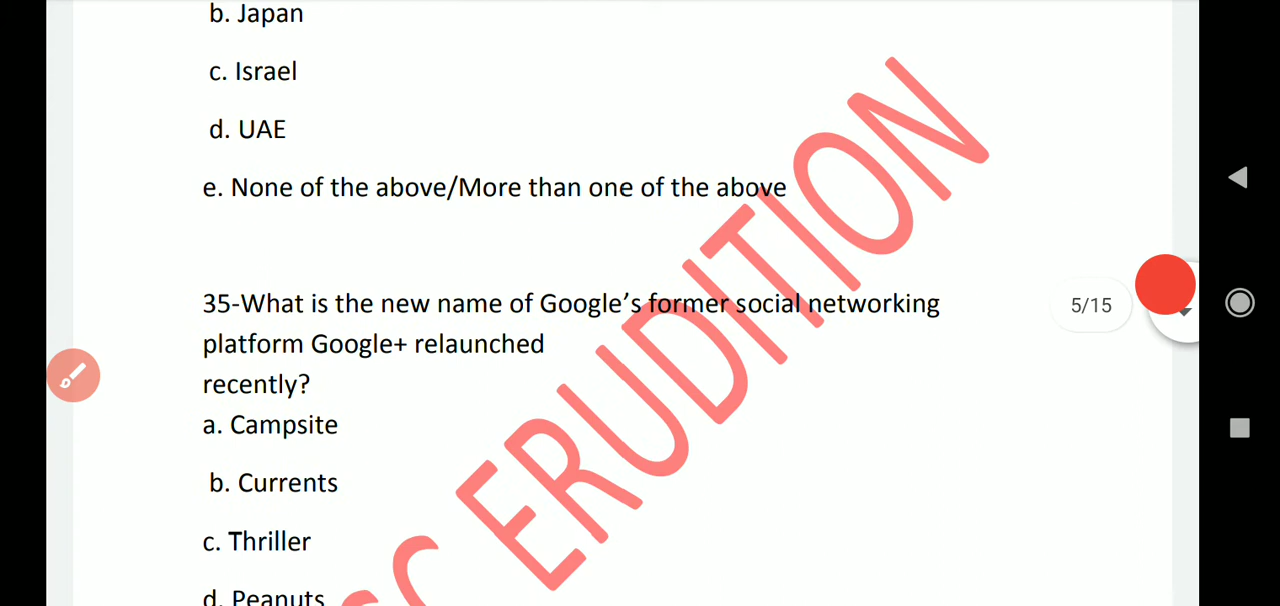 b. Japan
c. Israel
d. UAE
e. None of the above/More than one of the above
35-What is the new name of Google’s former social networking
platform Google+ relaunched
recently?
a. Campsite
b. Currents
c. Thriller
d. Peanuts
5/15
C ERUDITION